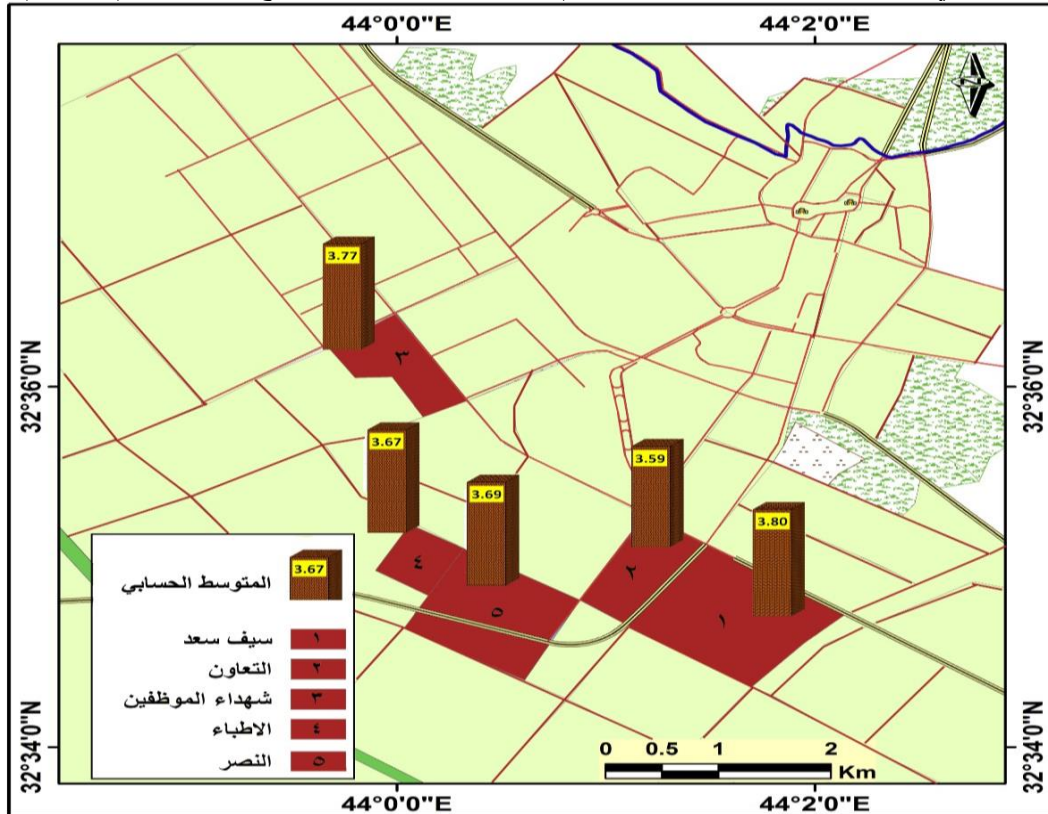 44°0'0"E
44°2'0"E
32°36'0"N
32°36'0"N
3.77
٣
3.67
3.69
3.59
3.80
٤
٥
٢
١
3.67 المتوسط الحسابي
١ سيف سعد
٢ التعاون
٣ شهداء الموظفين
٤ الاطباء
٥ النصر
0 0.5 1 2
Km
32°34'0"N
32°34'0"N
44°0'0"E
44°2'0"E